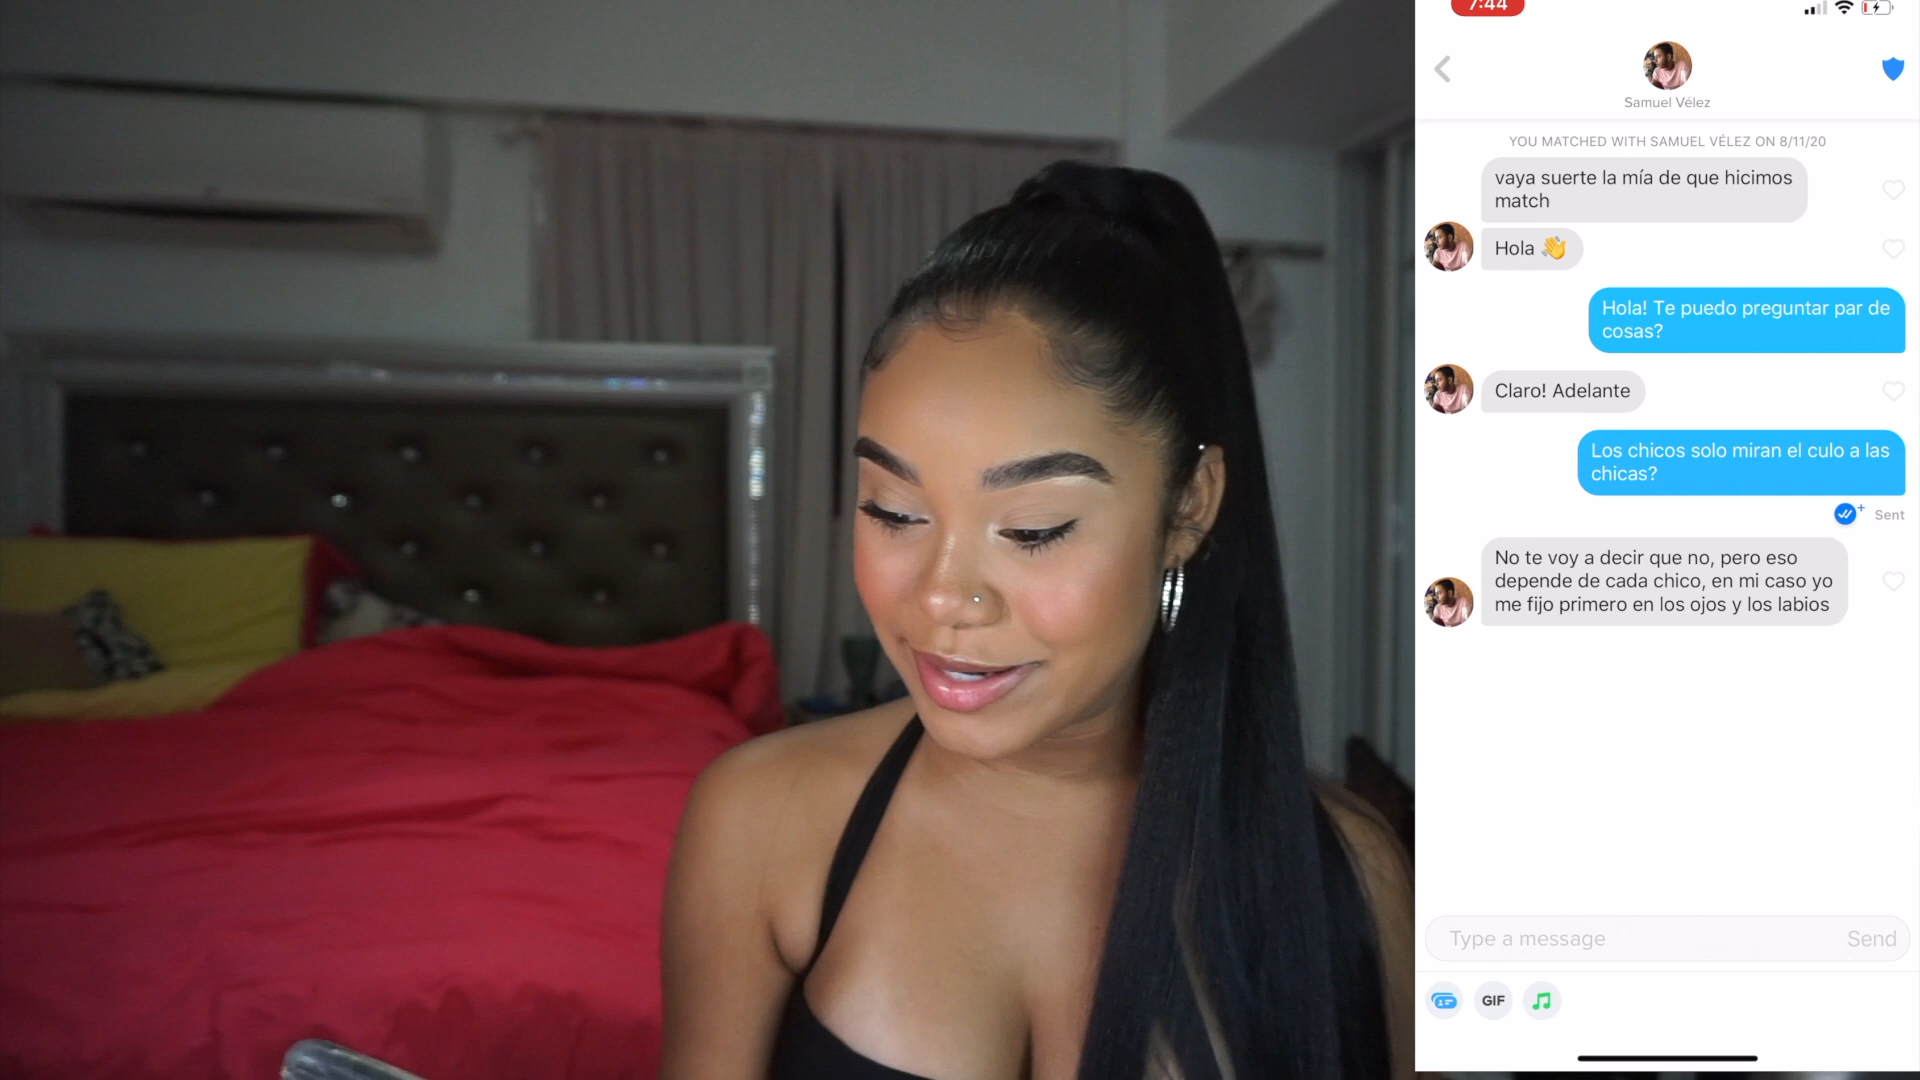 7:44
Samuel Vélez
YOU MATCHED WITH SAMUEL VÉLEZ ON 8/11/20
vaya suerte la mía de que hicimos
match
Hola 👋
Hola! Te puedo preguntar par de
cosas?
Claro! Adelante
Los chicos solo miran el culo a las
chicas?
Sent
No te voy a decir que no, pero eso
depende de cada chico, en mi caso yo
me fijo primero en los ojos y los labios
Type a message
Send
GIF